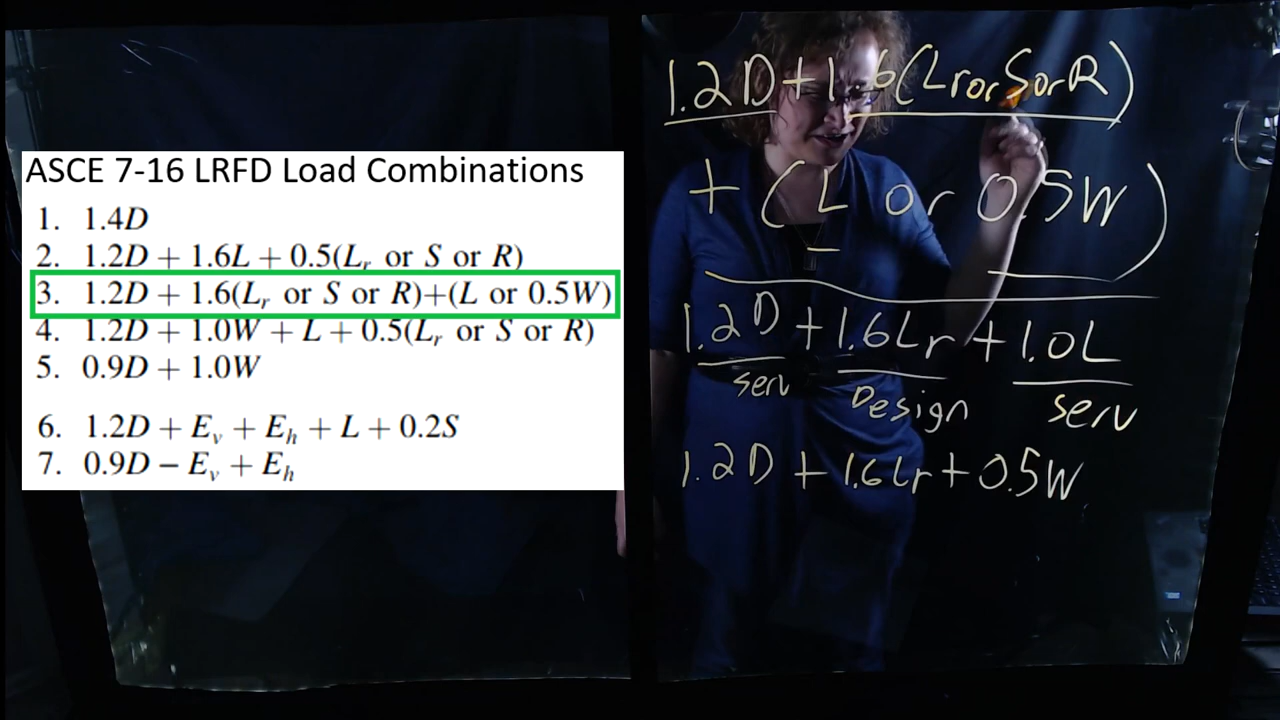 ASCE 7-16 LRFD Load Combinations
1. 1.4D
2. 1.2D + 1.6L + 0.5(Lr or S or R)
3. 1.2D + 1.6(Lr or S or R)+(L or 0.5W)
4. 1.2D + 1.0W + L + 0.5(Lr or S or R)
5. 0.9D + 1.0W
6. 1.2D + Ev + Eh + L + 0.2S
7. 0.9D − Ev + Eh
1.2D + 1.6(Lr or S or R)
+ (L or 0.5W)
1.2D + 1.6Lr + 1.0L
serv Design serv
1.2D + 1.6Lr + 0.5W